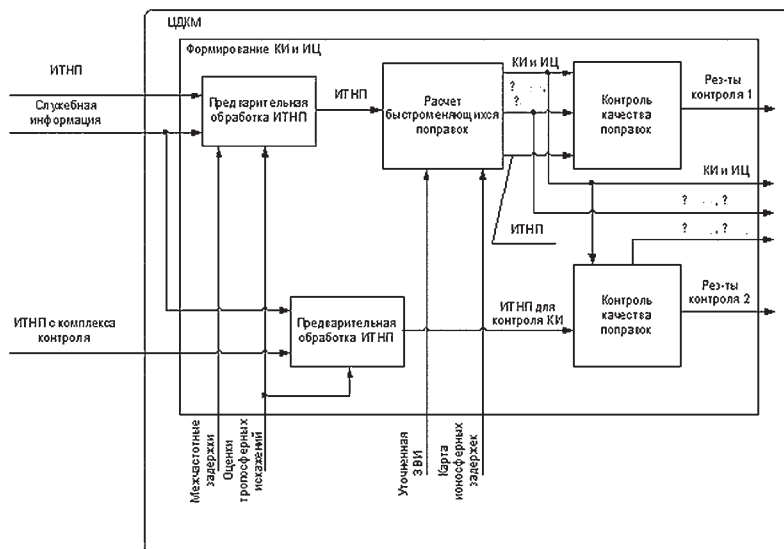 ЦДКМ
Формирование КИ и ИЦ
ИТНП
Служебная
информация
Предварительная
обработка ИТНП
ИТНП
Расчет
быстроменяющихся
поправок
КИ и ИЦ
? . . . ,
?
ИТНП
Контроль
качества
поправок
Рез-ты
контроля 1
КИ и ИЦ
? . . . , ?
? . . . , ? . .
ИТНП с комплекса
контроля
Предварительная
обработка ИТНП
ИТНП для
контроля КИ
Контроль
качества
поправок
Рез-ты
контроля 2
Межчастотные
задержки
Оценки
тропосферных
искажений
Уточненная
ЭВИ
Карта
ионосферных
задержек